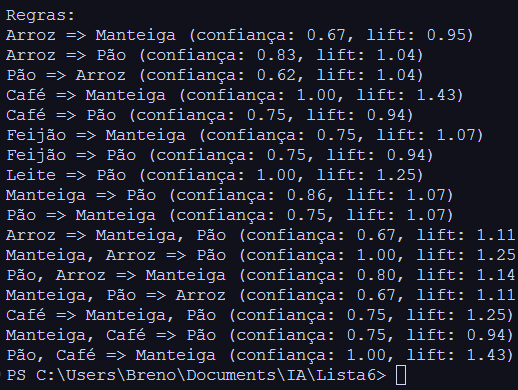 Regras:
Arroz => Manteiga (confiança: 0.67, lift: 0.95)
Arroz => Pão (confiança: 0.83, lift: 1.04)
Pão => Arroz (confiança: 0.62, lift: 1.04)
Café => Manteiga (confiança: 1.00, lift: 1.43)
Café => Pão (confiança: 0.75, lift: 0.94)
Feijão => Manteiga (confiança: 0.75, lift: 1.07)
Feijão => Pão (confiança: 0.75, lift: 0.94)
Leite => Pão (confiança: 1.00, lift: 1.25)
Manteiga => Pão (confiança: 0.86, lift: 1.07)
Pão => Manteiga (confiança: 0.75, lift: 1.07)
Arroz => Manteiga, Pão (confiança: 0.67, lift: 1.11
Manteiga, Arroz => Pão (confiança: 1.00, lift: 1.25
Pão, Arroz => Manteiga (confiança: 0.80, lift: 1.14
Manteiga, Pão => Arroz (confiança: 0.67, lift: 1.11
Café => Manteiga, Pão (confiança: 0.75, lift: 1.25)
Manteiga, Café => Pão (confiança: 0.75, lift: 0.94)
Pão, Café => Manteiga (confiança: 1.00, lift: 1.43)
PS C:\Users\Breno\Documents\IA\Lista6>